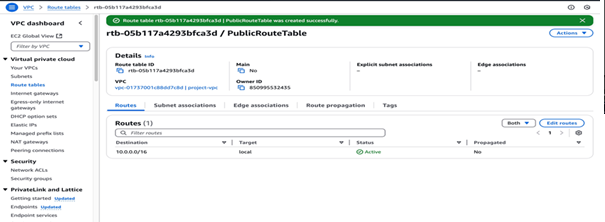 VPC > Route tables > rtb-05b117a4293bfca3d
VPC dashboard
EC2 Global View
Filter by VPC
Virtual private cloud
Your VPCs
Subnets
Route tables
Internet gateways
Egress-only internet gateways
DHCP option sets
Elastic IPs
Managed prefix lists
NAT gateways
Peering connections
Security
Network ACLs
Security groups
PrivateLink and Lattice
Getting started Updated
Endpoints Updated
Endpoint services
Route table rtb-05b117a4293bfca3d | PublicRouteTable was created successfully.
rtb-05b117a4293bfca3d / PublicRouteTable
Actions
Details Info
Route table ID
rtb-05b117a4293bfca3d
Main
No
Explicit subnet associations
–
Edge associations
–
VPC
vpc-01737001c86dd7c8d | project-vpc
Owner ID
850995532435
Routes Subnet associations Edge associations Route propagation Tags
Routes (1)
Both
Edit routes
Filter routes
1
Destination Target Status Propagated
10.0.0.0/16 local Active No